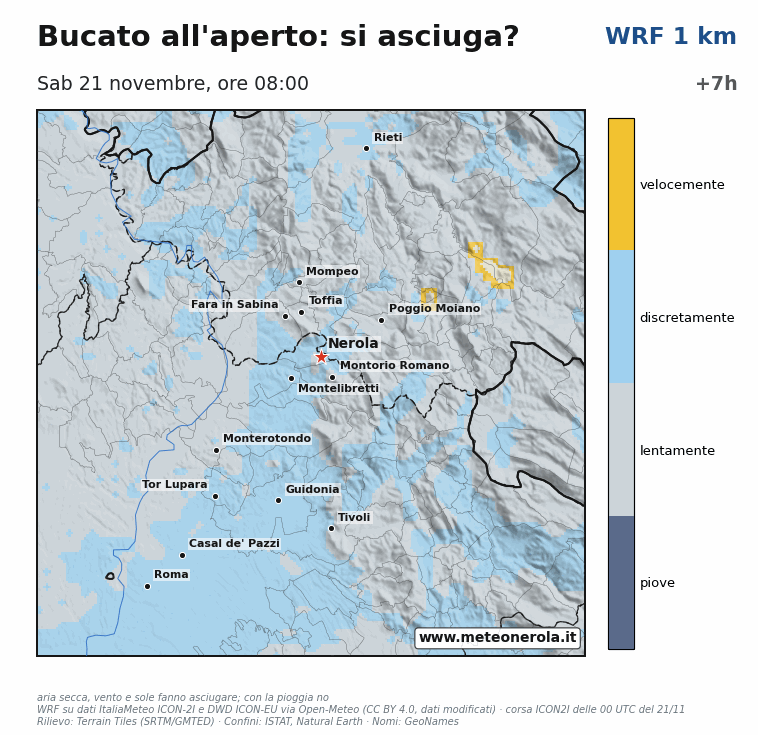 Bucato all'aperto: si asciuga?
WRF 1 km
Sab 21 novembre, ore 08:00
+7h
Rieti
velocemente
Mompeo
Fara in Sabina
Toffia
Poggio Moiano
discretamente
Nerola
Montorio Romano
Montelibretti
Monterotondo
lentamente
Tor Lupara
Guidonia
Tivoli
Casal de' Pazzi
Roma
piove
www.meteonerola.it
aria secca, vento e sole fanno asciugare; con la pioggia no
WRF su dati ItaliaMeteo ICON-2I e DWD ICON-EU via Open-Meteo (CC BY 4.0, dati modificati) · corsa ICON2I delle 00 UTC del 21/11
Rilievo: Terrain Tiles (SRTM/GMTED) · Confini: ISTAT, Natural Earth · Nomi: GeoNames